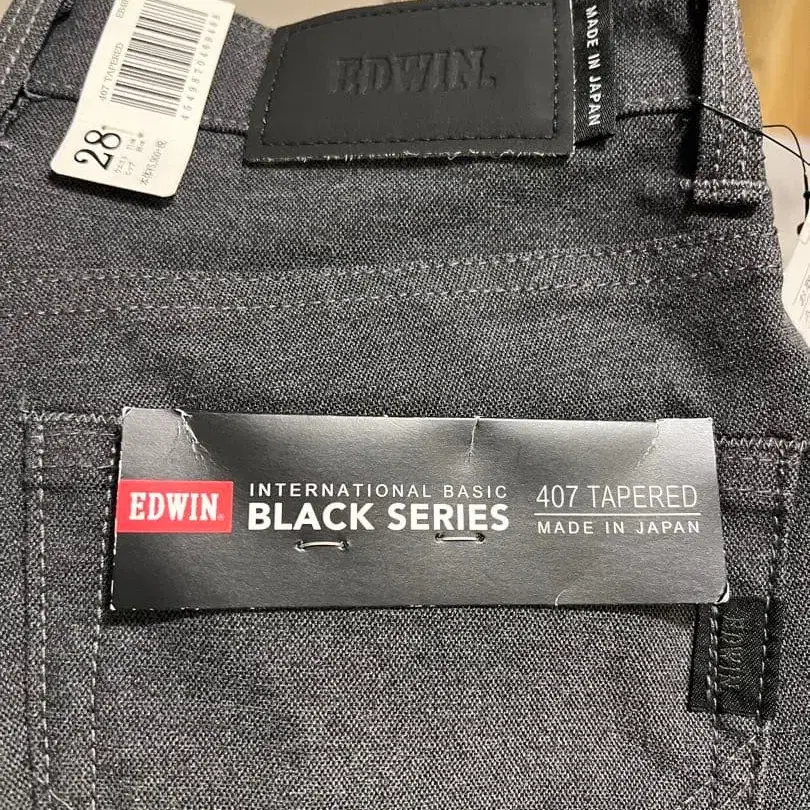 407 TAPERED
28
EDWIN.
MADE IN JAPAN
EDWIN
INTERNATIONAL BASIC
BLACK SERIES
407 TAPERED
MADE IN JAPAN
EDWIN